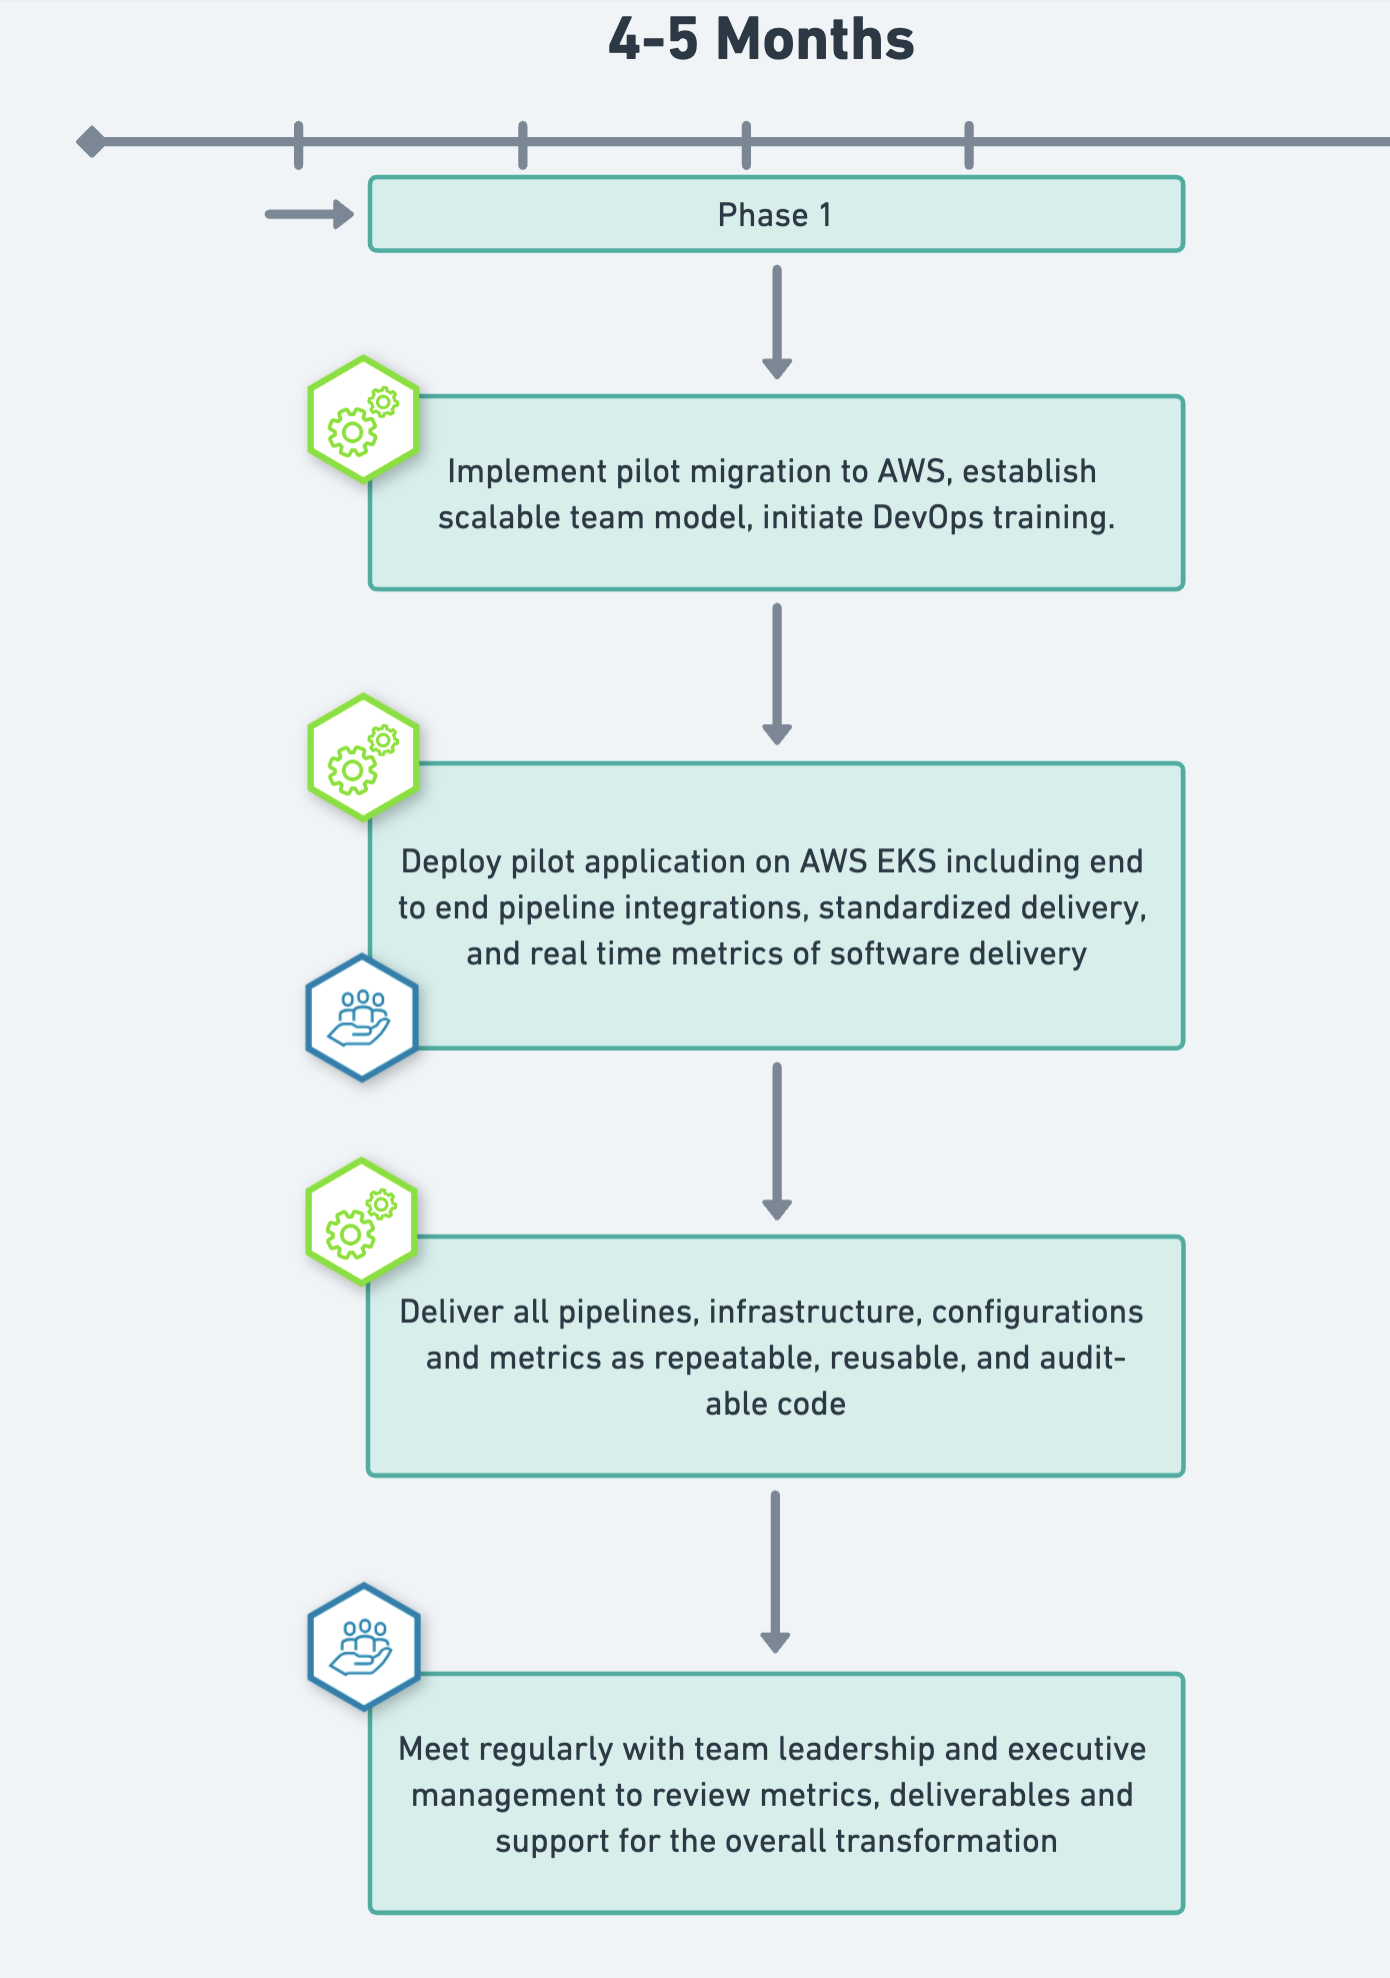 4-5 Months
Phase 1
Implement pilot migration to AWS, establish
scalable team model, initiate DevOps training.
Deploy pilot application on AWS EKS including end
to end pipeline integrations, standardized delivery,
and real time metrics of software delivery
Deliver all pipelines, infrastructure, configurations
and metrics as repeatable, reusable, and audit-
able code
Meet regularly with team leadership and executive
management to review metrics, deliverables and
support for the overall transformation